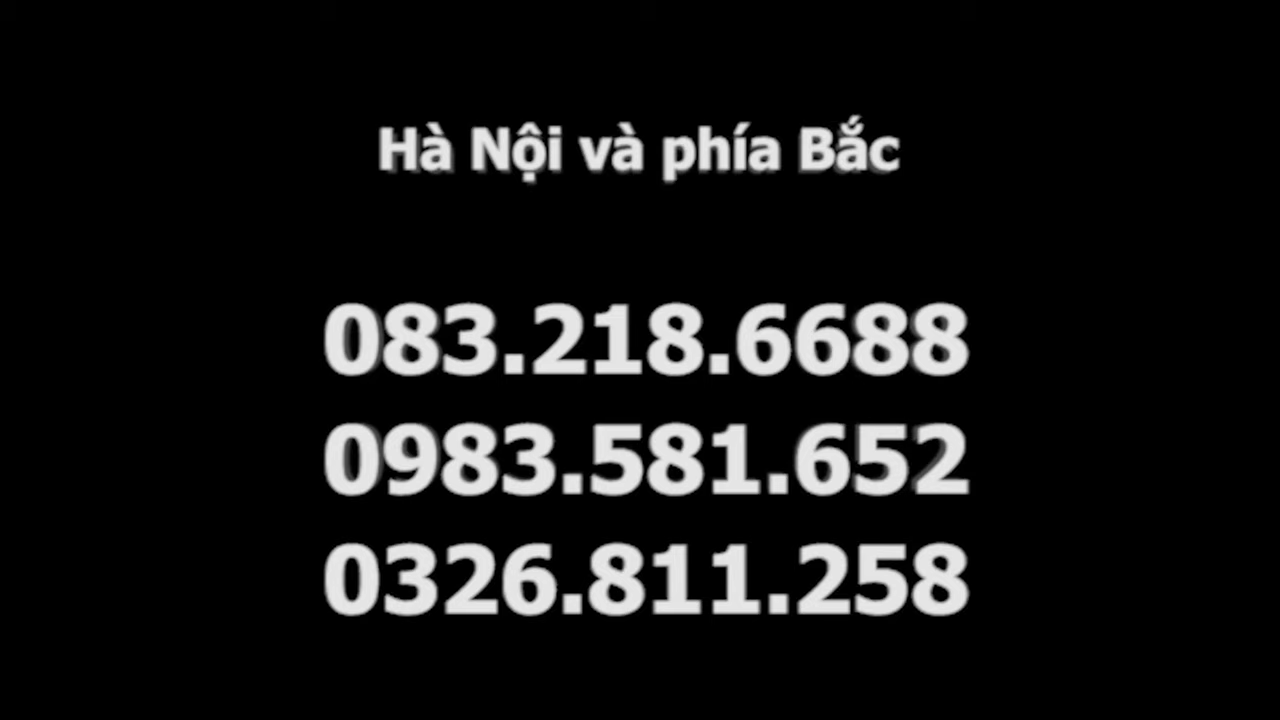 Hà Nội và phía Bắc
083.218.6688
0983.581.652
0326.811.258